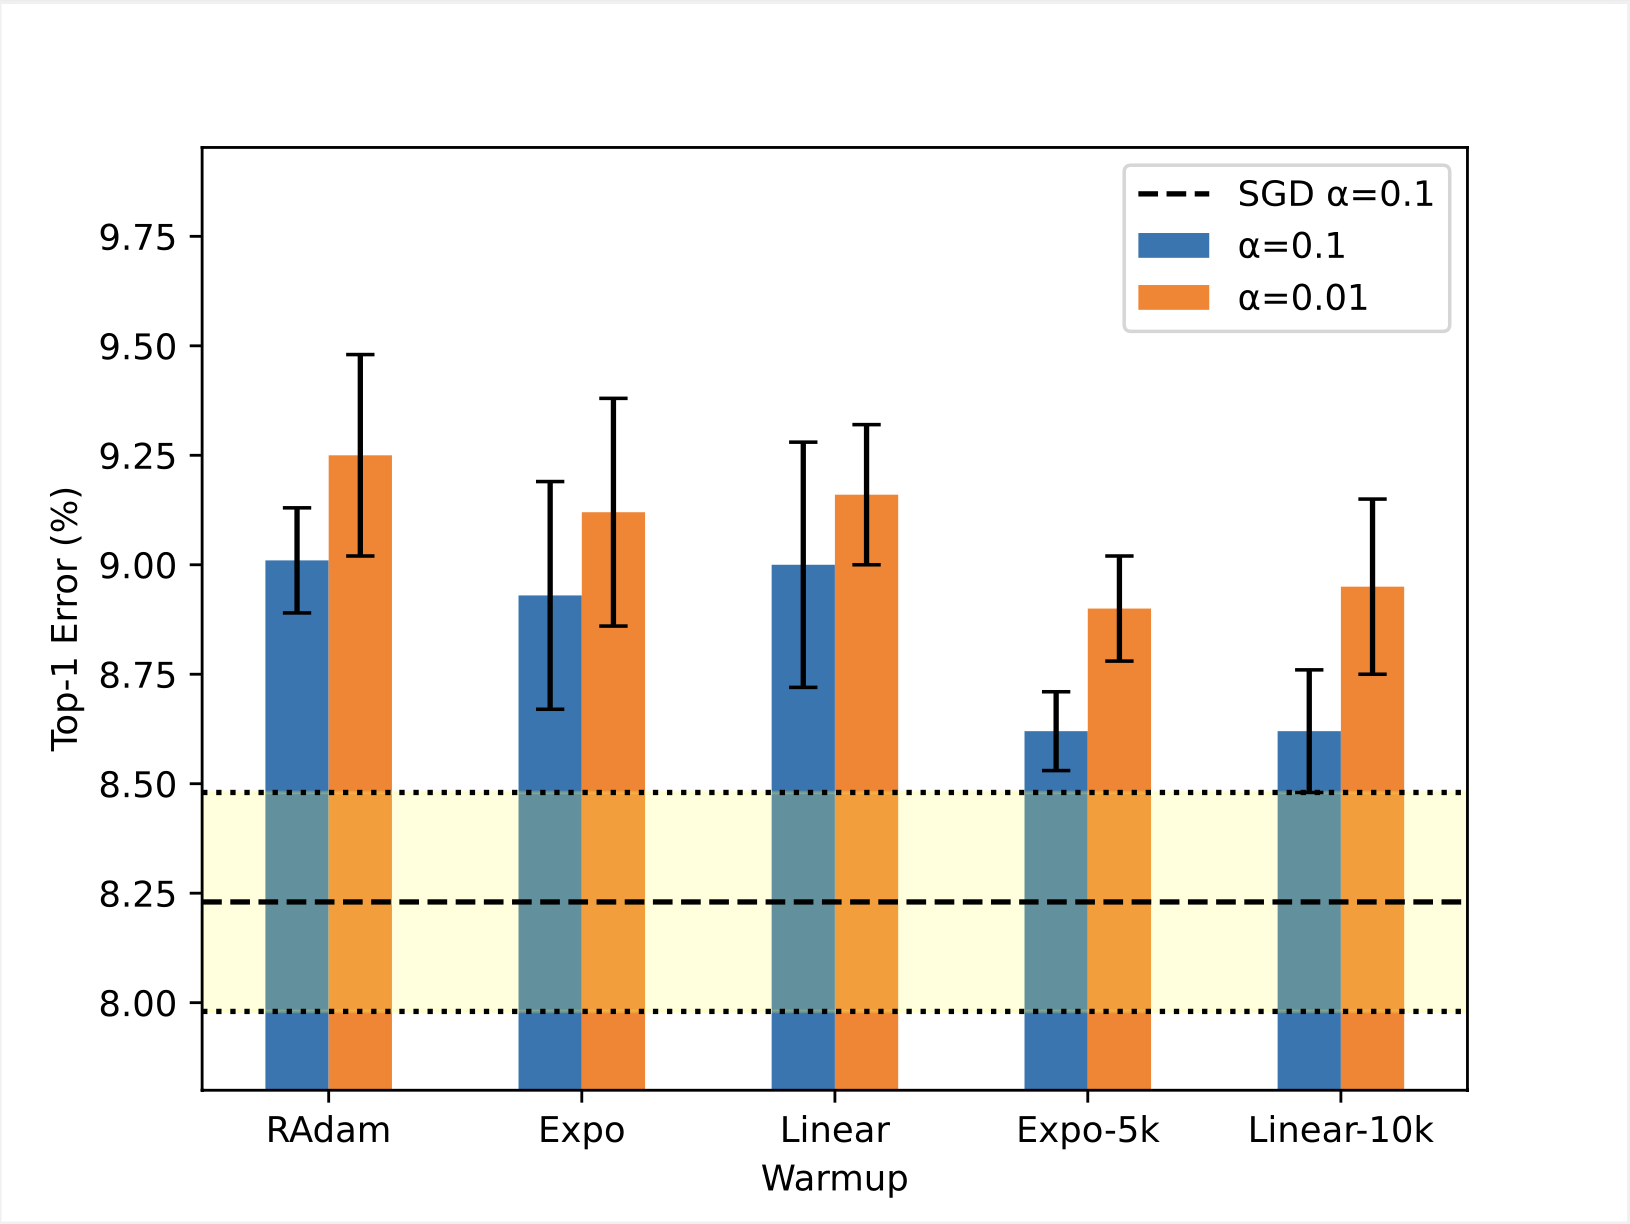 SGD α=0.1
α=0.1
α=0.01
9.75
9.50
9.25
9.00
8.75
8.50
8.25
8.00
Top-1 Error (%)
RAdam Expo Linear Expo-5k Linear-10k
Warmup